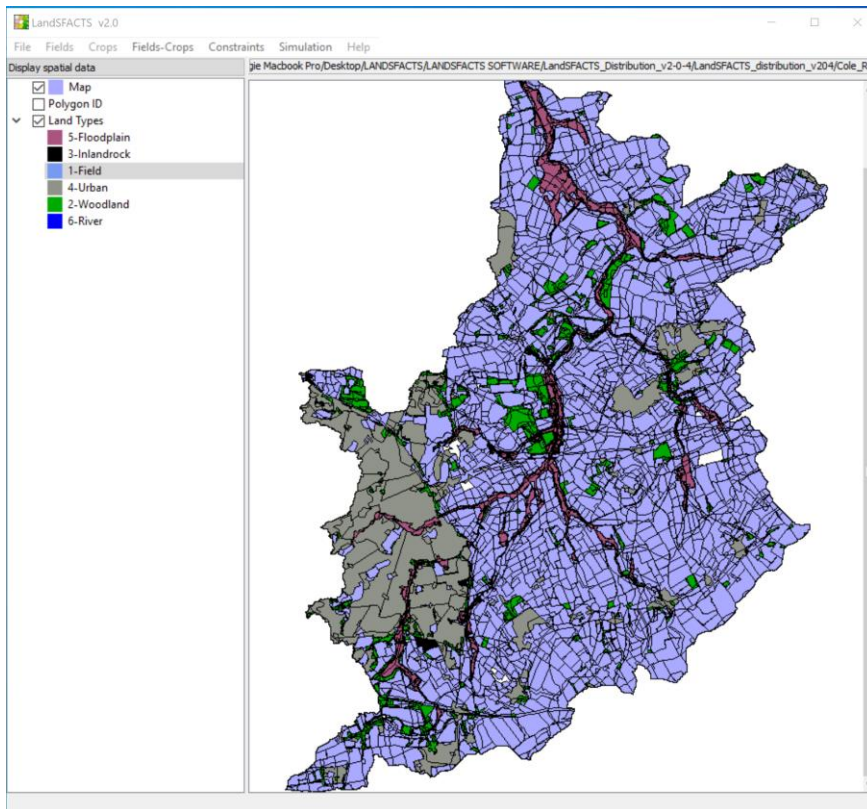 LandSFACTS v2.0
File Fields Crops Fields-Crops Constraints Simulation Help
Display spatial data
gie Macbook Pro/Desktop/LANDSFACTS/LANDSFACTS SOFTWARE/LandSFACTS_Distribution_v2-0-4/LandSFACTS_distribution_v204/Cole_R
Map
Polygon ID
Land Types
5-Floodplain
3-Inlandrock
1-Field
4-Urban
2-Woodland
6-River